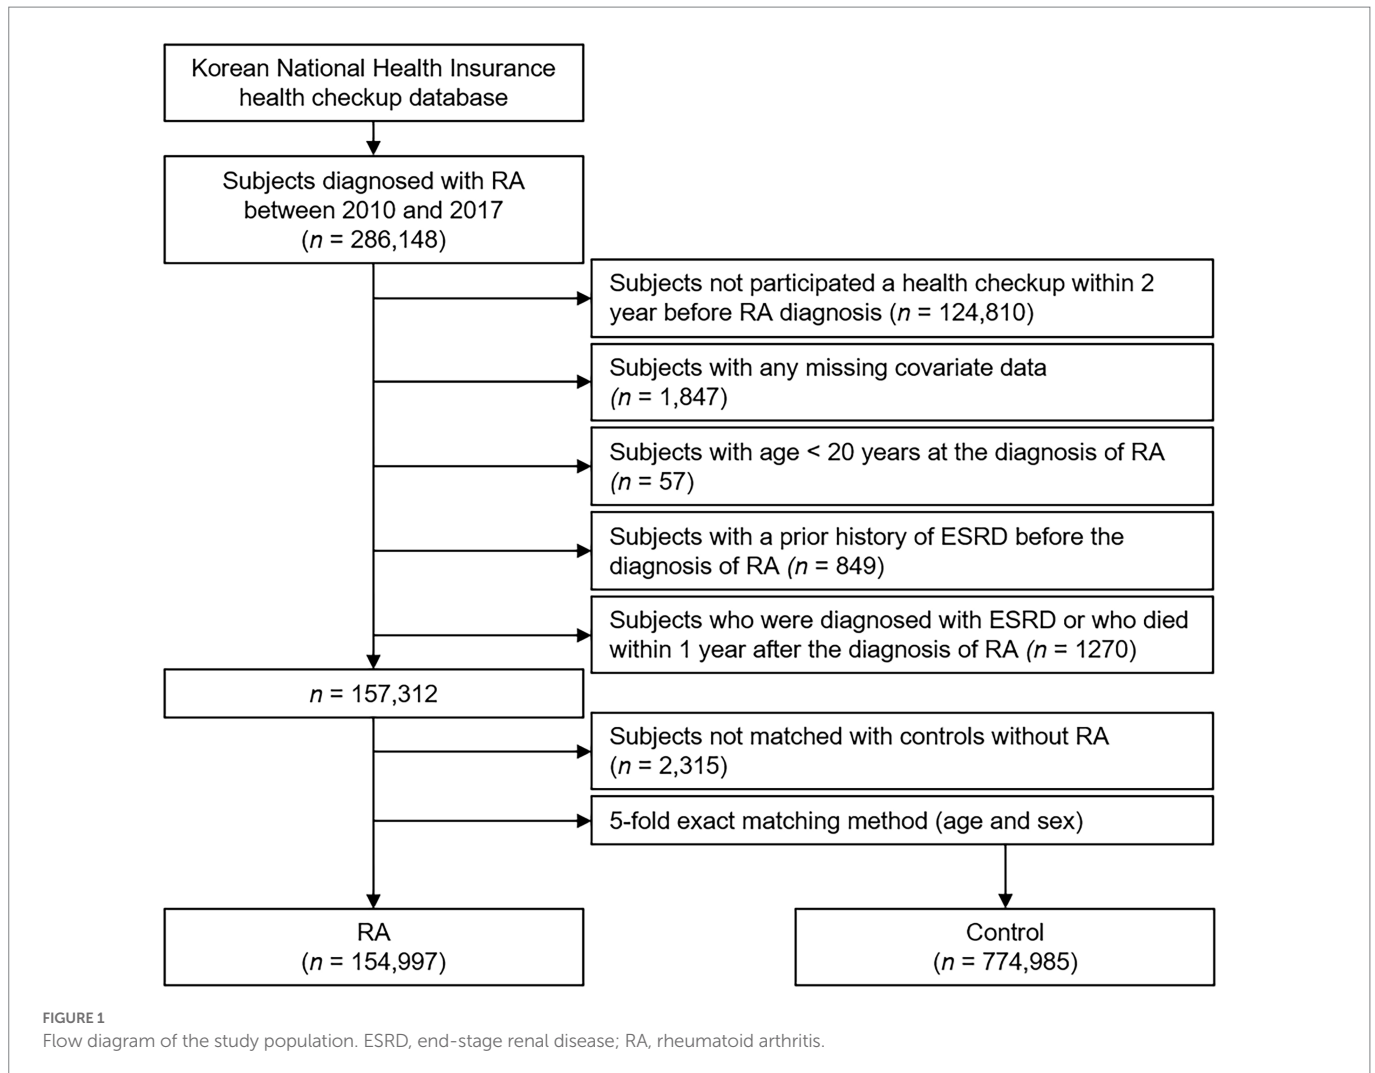 Korean National Health Insurance
health checkup database
Subjects diagnosed with RA
between 2010 and 2017
(n = 286,148)
Subjects not participated a health checkup within 2
year before RA diagnosis (n = 124,810)
Subjects with any missing covariate data
(n = 1,847)
Subjects with age < 20 years at the diagnosis of RA
(n = 57)
Subjects with a prior history of ESRD before the
diagnosis of RA (n = 849)
Subjects who were diagnosed with ESRD or who died
within 1 year after the diagnosis of RA (n = 1270)
n = 157,312
Subjects not matched with controls without RA
(n = 2,315)
5-fold exact matching method (age and sex)
RA
(n = 154,997)
Control
(n = 774,985)
FIGURE 1
Flow diagram of the study population. ESRD, end-stage renal disease; RA, rheumatoid arthritis.